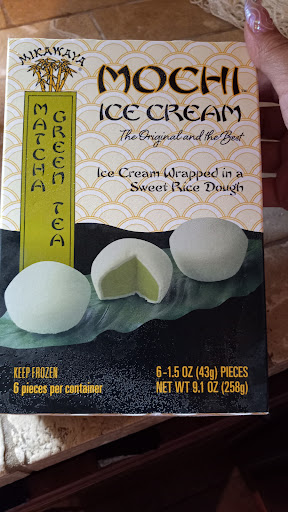 MIKAWAYA
MOCHI™
ICE CREAM
The Original and the Best
MATCHA
GREEN TEA
Ice Cream Wrapped in a
Sweet Rice Dough
KEEP FROZEN
6 pieces per container
6-1.5 OZ (43g) PIECES
NET WT 9.1 OZ (258g)